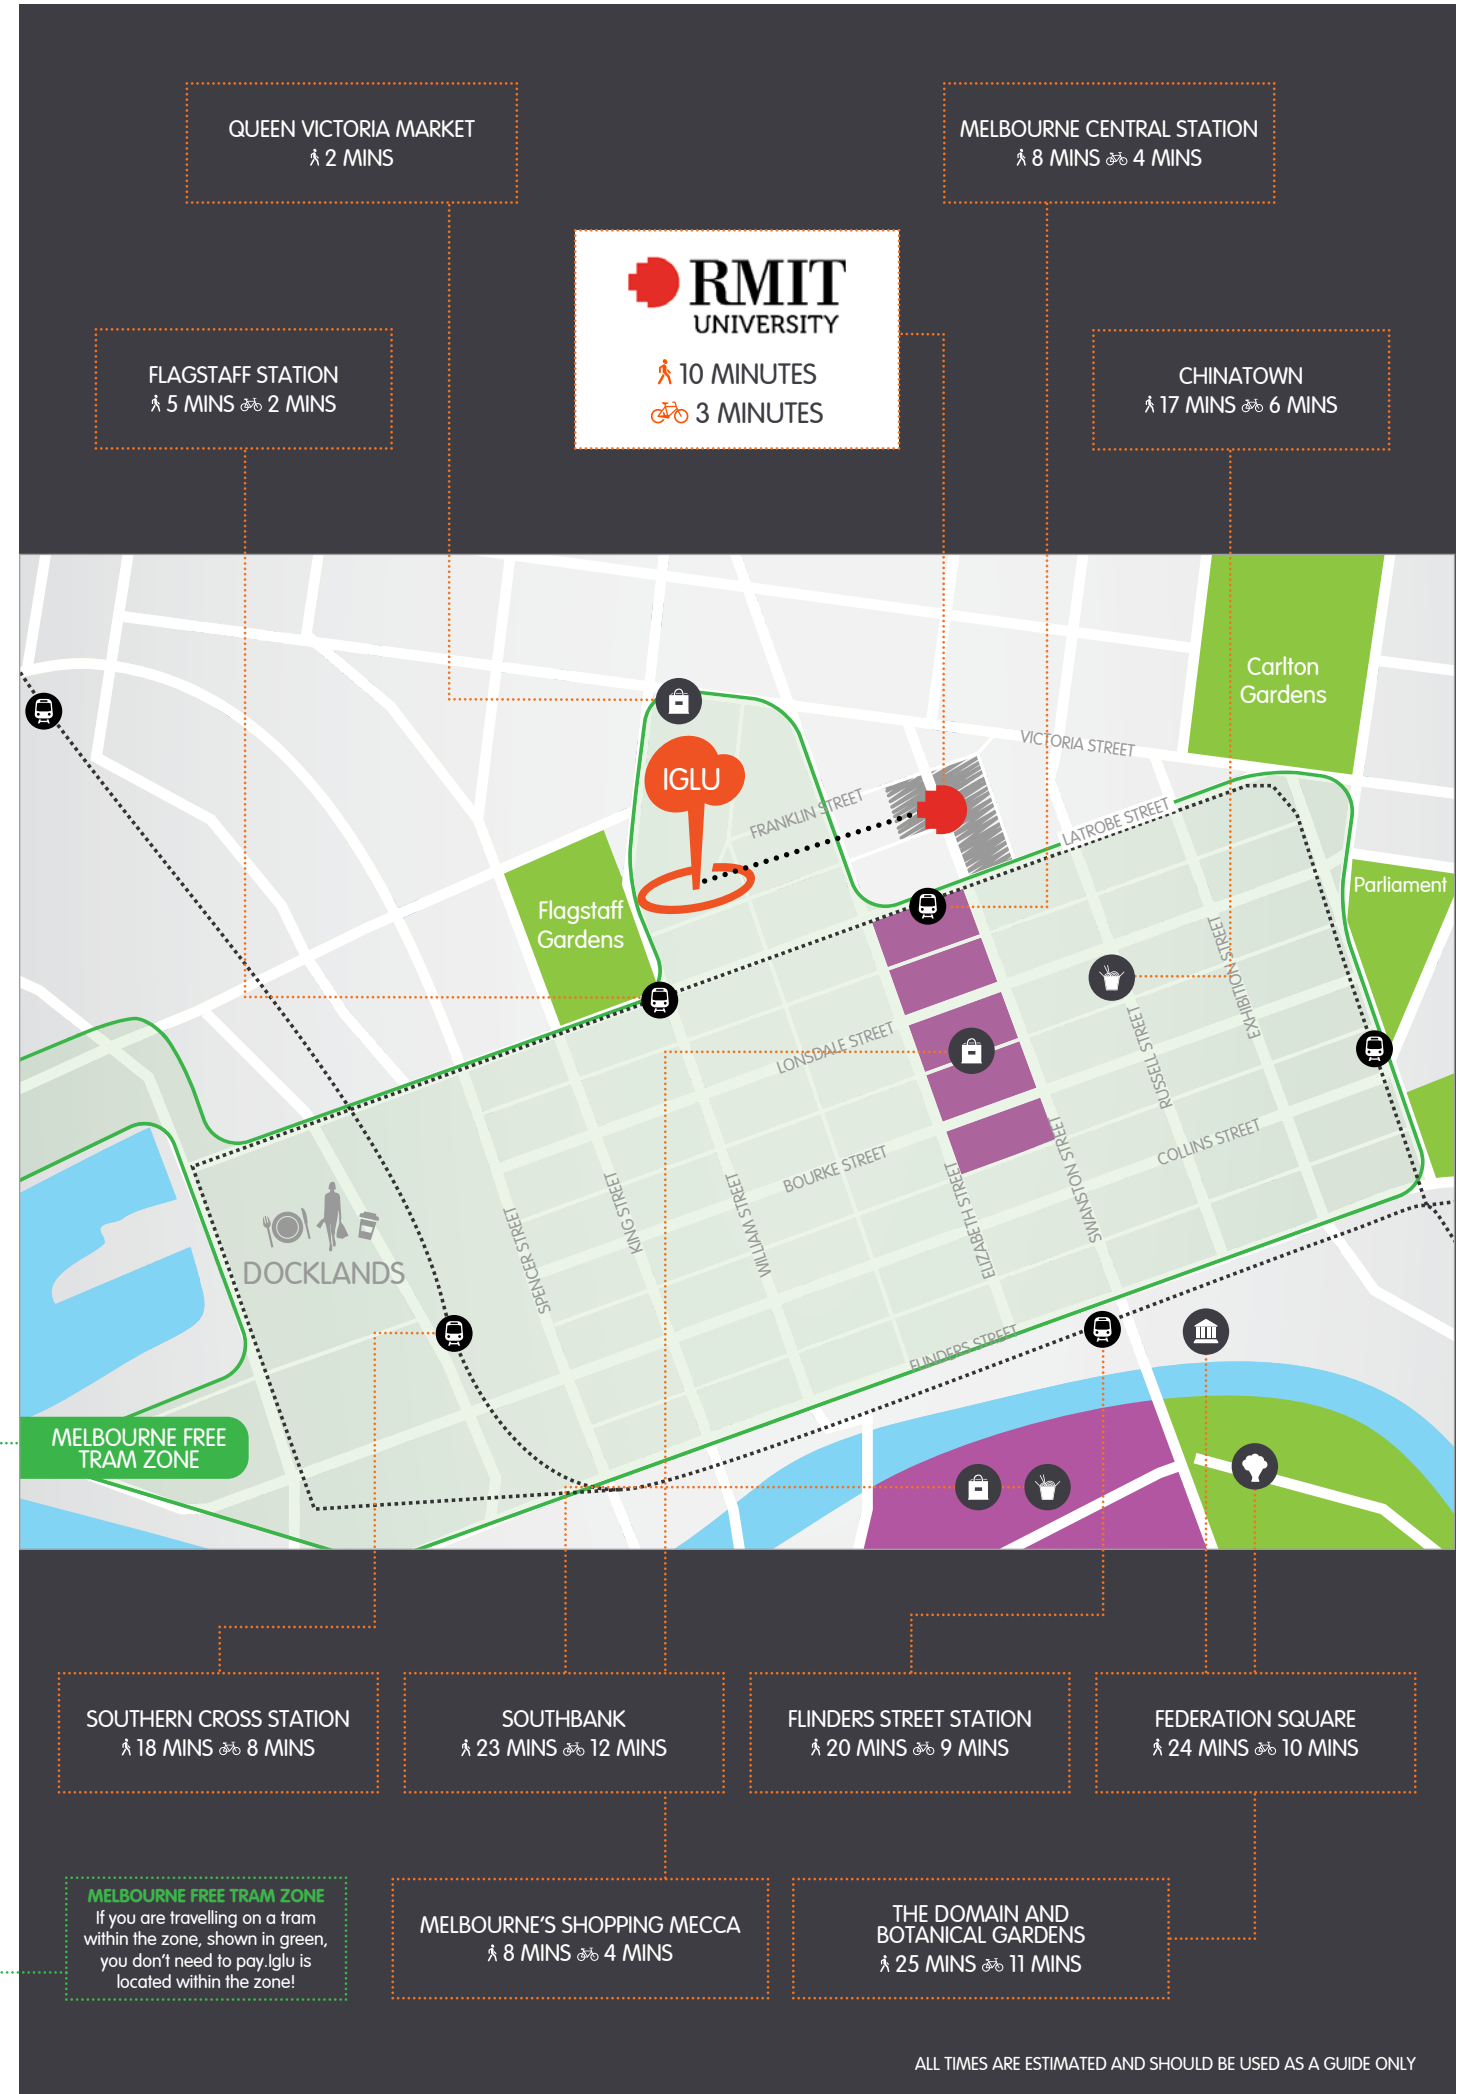 QUEEN VICTORIA MARKET
2 MINS
MELBOURNE CENTRAL STATION
8 MINS 4 MINS
RMIT
UNIVERSITY
10 MINUTES
3 MINUTES
FLAGSTAFF STATION
5 MINS 2 MINS
CHINATOWN
17 MINS 6 MINS
Carlton
Gardens
VICTORIA STREET
IGLU
FRANKLIN STREET
LATROBE STREET
Parliament
Flagstaff
Gardens
EXHIBITION STREET
LONSDALE STREET
RUSSELL STREET
COLLINS STREET
BOURKE STREET
SWANSTON STREET
ELIZABETH STREET
WILLIAM STREET
KING STREET
SPENCER STREET
DOCKLANDS
FLINDERS STREET
MELBOURNE FREE
TRAM ZONE
SOUTHERN CROSS STATION
18 MINS 8 MINS
SOUTHBANK
23 MINS 12 MINS
FLINDERS STREET STATION
20 MINS 9 MINS
FEDERATION SQUARE
24 MINS 10 MINS
MELBOURNE FREE TRAM ZONE
If you are travelling on a tram
within the zone, shown in green,
you don't need to pay.Iglu is
located within the zone!
MELBOURNE'S SHOPPING MECCA
8 MINS 4 MINS
THE DOMAIN AND
BOTANICAL GARDENS
25 MINS 11 MINS
ALL TIMES ARE ESTIMATED AND SHOULD BE USED AS A GUIDE ONLY